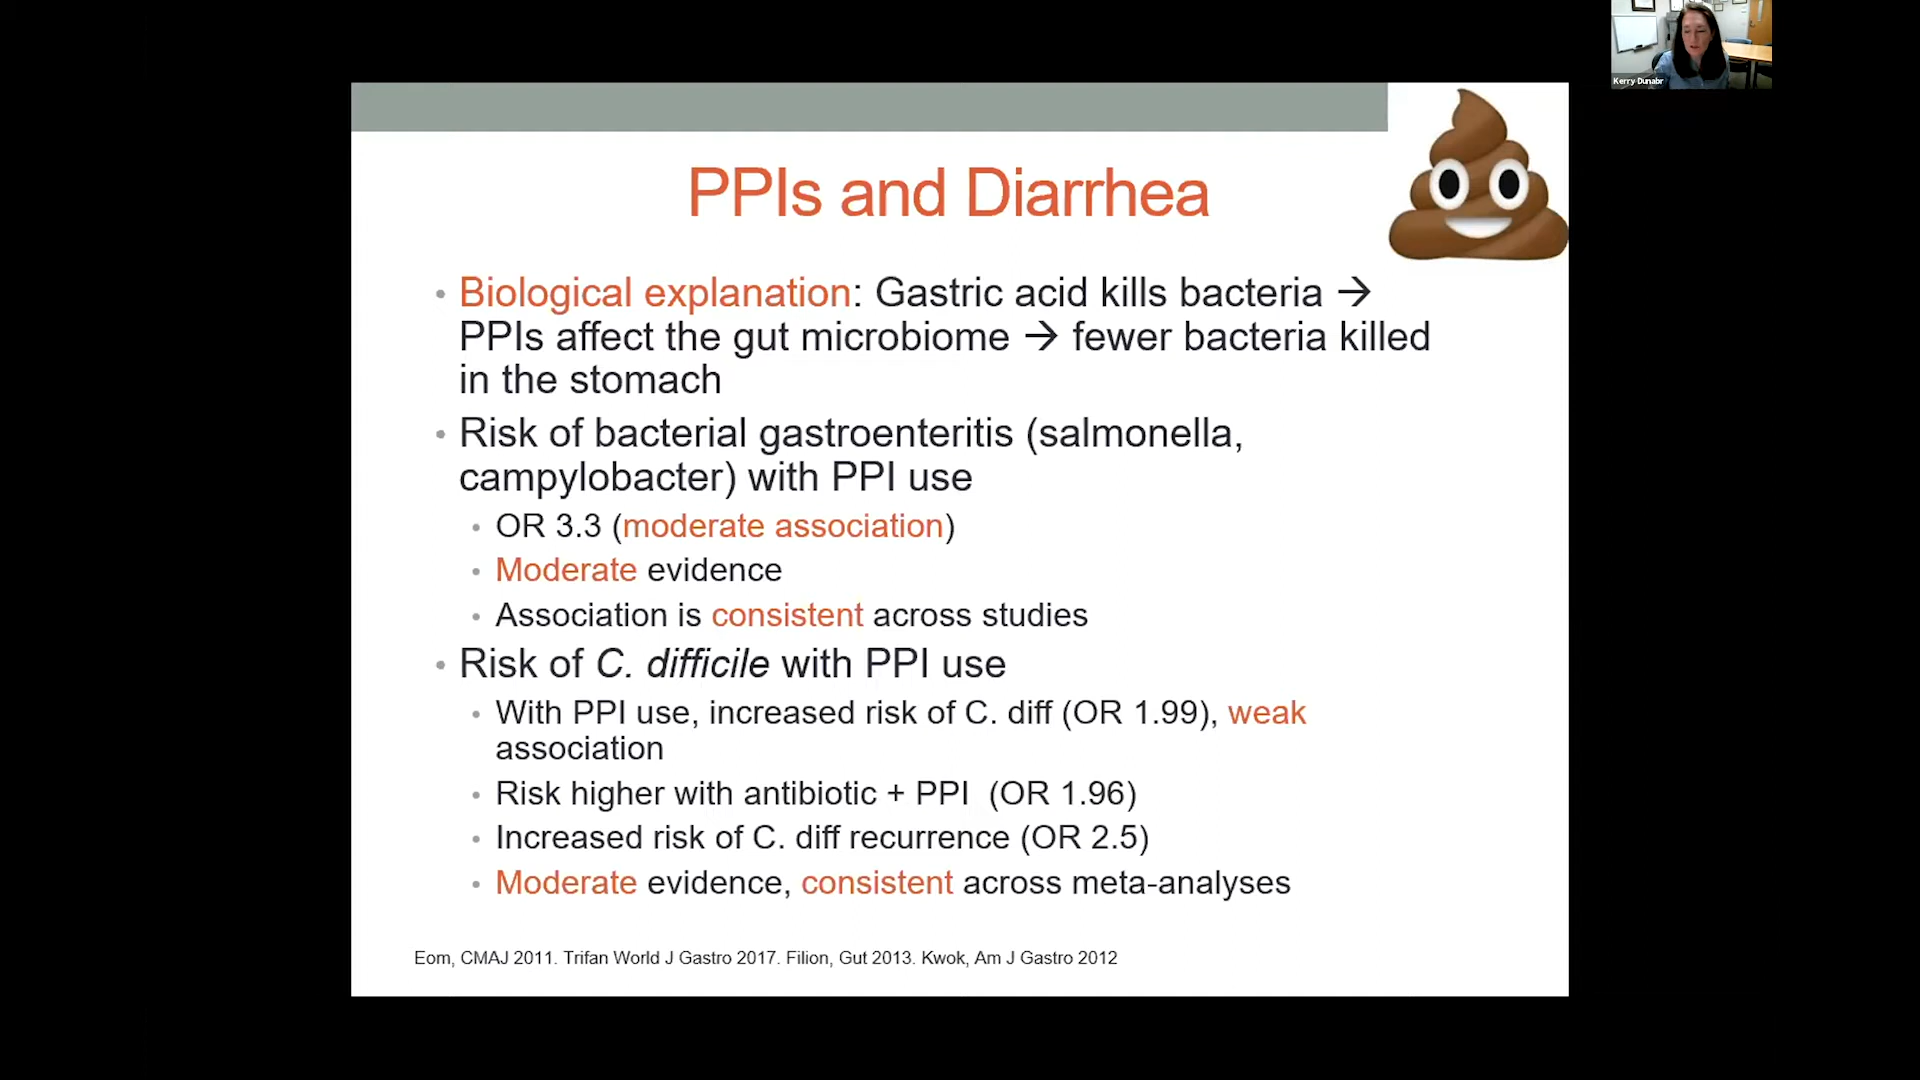 Kerry Dunabr
PPIs and Diarrhea
• Biological explanation: Gastric acid kills bacteria →
PPIs affect the gut microbiome → fewer bacteria killed
in the stomach
• Risk of bacterial gastroenteritis (salmonella,
campylobacter) with PPI use
• OR 3.3 (moderate association)
• Moderate evidence
• Association is consistent across studies
• Risk of C. difficile with PPI use
• With PPI use, increased risk of C. diff (OR 1.99), weak
association
• Risk higher with antibiotic + PPI (OR 1.96)
• Increased risk of C. diff recurrence (OR 2.5)
• Moderate evidence, consistent across meta-analyses
Eom, CMAJ 2011. Trifan World J Gastro 2017. Filion, Gut 2013. Kwok, Am J Gastro 2012